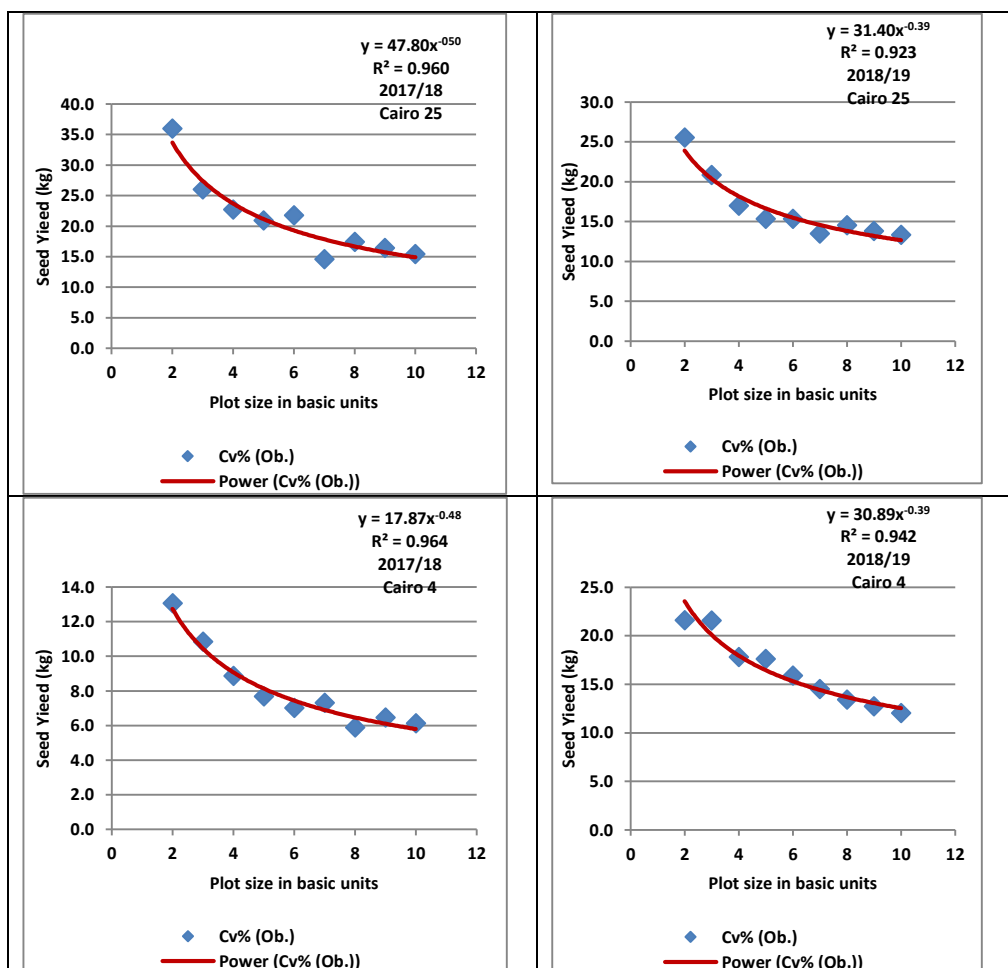 y = 47.80x⁻⁰⁵⁰
R² = 0.960
2017/18
Cairo 25
40.0
35.0
30.0
25.0
20.0
15.0
10.0
5.0
0.0
Seed Yieed (kg)
0 2 4 6 8 10 12
Plot size in basic units
Cv% (Ob.)
Power (Cv% (Ob.))
y = 31.40x⁻⁰·³⁹
R² = 0.923
2018/19
Cairo 25
30.0
25.0
20.0
15.0
10.0
5.0
0.0
Seed Yieed (kg)
0 2 4 6 8 10 12
Plot size in basic units
Cv% (Ob.)
Power (Cv% (Ob.))
y = 17.87x⁻⁰·⁴⁸
R² = 0.964
2017/18
Cairo 4
14.0
12.0
10.0
8.0
6.0
4.0
2.0
0.0
Seed Yieed (kg)
0 2 4 6 8 10 12
Plot size in basic units
Cv% (Ob.)
Power (Cv% (Ob.))
y = 30.89x⁻⁰·³⁹
R² = 0.942
2018/19
Cairo 4
25.0
20.0
15.0
10.0
5.0
0.0
Seed Yieed (kg)
0 2 4 6 8 10 12
Plot size in basic units
Cv% (Ob.)
Power (Cv% (Ob.))